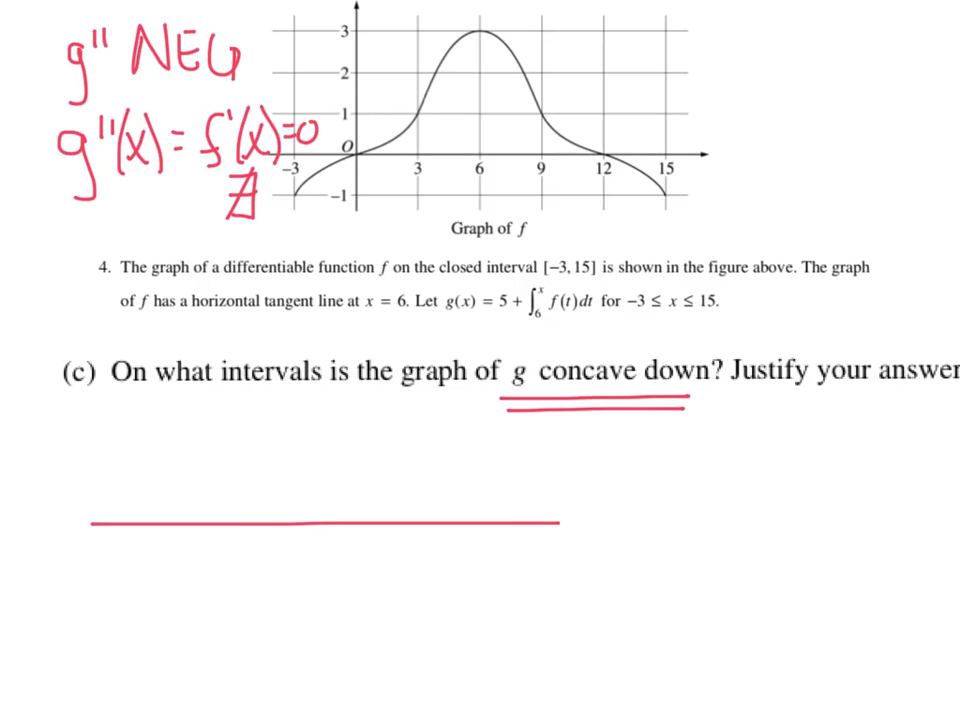 g'' NEG
g''(x) = f'(x)=0
3
2
1
O
-3 3 6 9 12 15
-1
Graph of f
4. The graph of a differentiable function f on the closed interval [−3, 15] is shown in the figure above. The graph
of f has a horizontal tangent line at x = 6. Let g(x) = 5 + ∫₆ˣ f(t)dt for −3 ≤ x ≤ 15.
(c) On what intervals is the graph of g concave down? Justify your answer